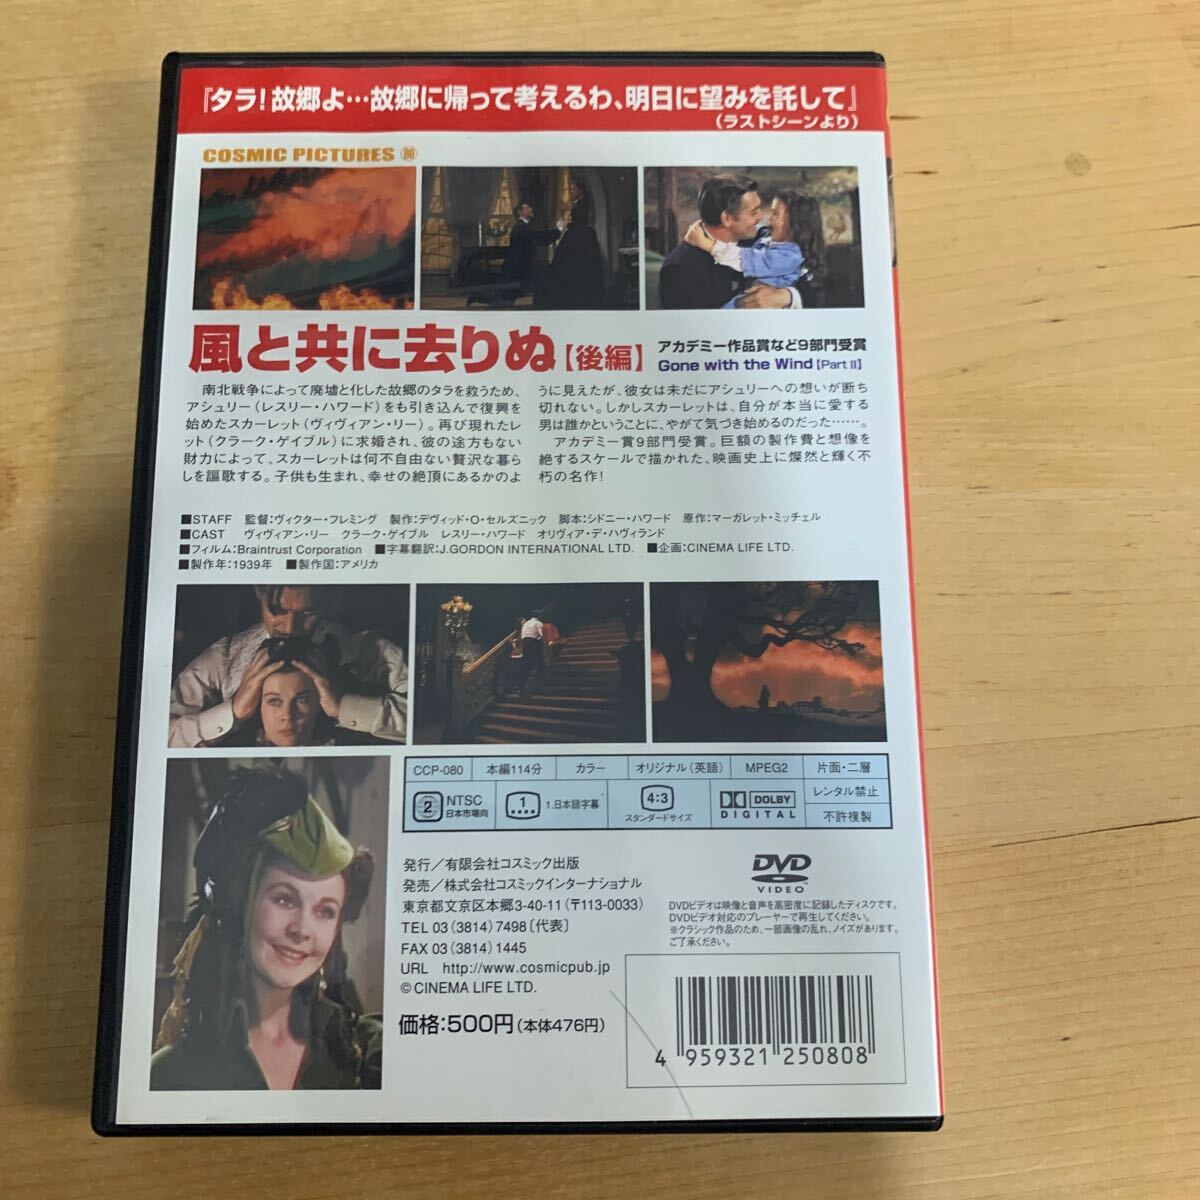 『タラ!故郷よ…故郷に帰って考えるわ、明日に望みを託して』
(ラストシーンより)
COSMIC PICTURES 80
風と共に去りぬ【後編】
アカデミー作品賞など9部門受賞
Gone with the Wind【Part II】
南北戦争によって廃墟と化した故郷のタラを救うため、
アシュリー(レスリー・ハワード)をも引き込んで復興を
始めたスカーレット(ヴィヴィアン・リー)。再び現れたレ
ット(クラーク・ゲイブル)に求婚され、彼の途方もない
財力によって、スカーレットは何不自由ない贅沢な暮ら
しを謳歌する。子供も生まれ、幸せの絶頂にあるかのよ
うに見えたが、彼女は未だにアシュリーへの想いが断ち
切れない。しかしスカーレットは、自分が本当に愛する
男は誰かということに、やがて気づき始めるのだった……。
アカデミー賞9部門受賞。巨額の製作費と想像を
絶するスケールで描かれた、映画史上に燦然と輝く不
朽の名作!
■STAFF 監督:ヴィクター・フレミング 製作:デヴィッド・O・セルズニック 脚本:シドニー・ハワード 原作:マーガレット・ミッチェル
■CAST ヴィヴィアン・リー クラーク・ゲイブル レスリー・ハワード オリヴィア・デ・ハヴィランド
■フィルム:Braintrust Corporation ■字幕翻訳:J.GORDON INTERNATIONAL LTD. ■企画:CINEMA LIFE LTD.
■製作年:1939年 ■製作国:アメリカ
CCP-080 本編114分 カラー オリジナル(英語) MPEG2 片面・二層
2 NTSC 日本市場向
1 1.日本語字幕
4:3 スタンダードサイズ
DOLBY DIGITAL
レンタル禁止
不許複製
発行/有限会社コスミック出版
発売/株式会社コスミックインターナショナル
東京都文京区本郷3-40-11(〒113-0033)
TEL 03(3814)7498〔代表〕
FAX 03(3814)1445
URL http://www.cosmicpub.jp
©CINEMA LIFE LTD.
価格:500円(本体476円)
DVD VIDEO
DVDビデオは映像と音声を高密度に記録したディスクです。
DVDビデオ対応のプレーヤーで再生してください。
※クラシック作品のため、一部画像の乱れ、ノイズがあります。
ご了承ください。
4 959321 250808